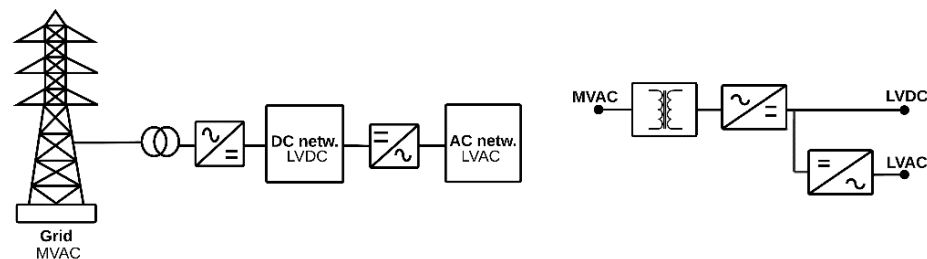 Grid
MVAC
DC netw.
LVDC
AC netw.
LVAC
MVAC
LVDC
LVAC